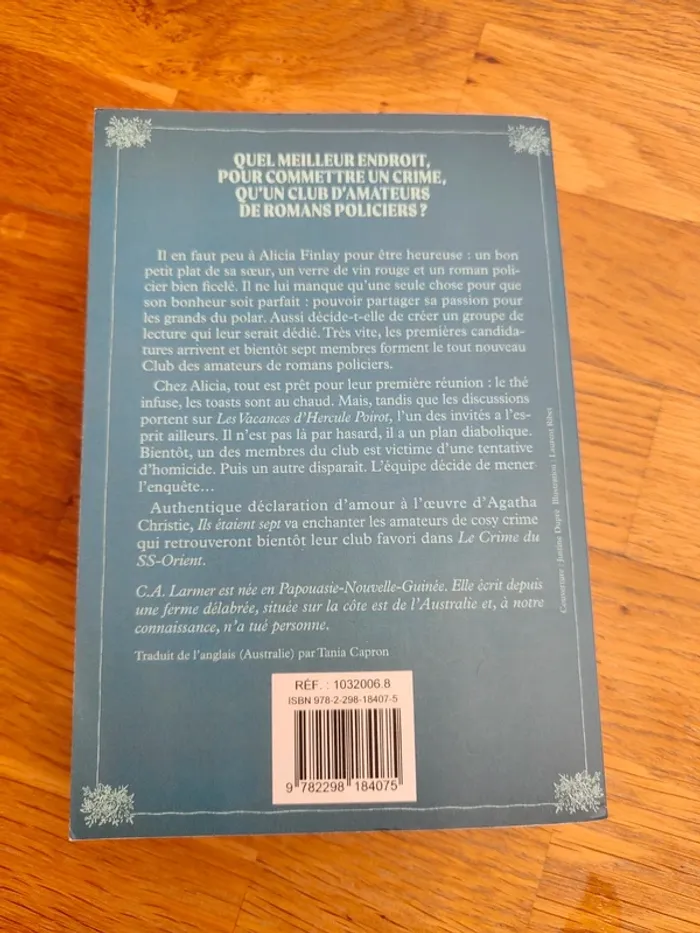 QUEL MEILLEUR ENDROIT,
POUR COMMETTRE UN CRIME,
QU'UN CLUB D'AMATEURS
DE ROMANS POLICIERS ?
Il en faut peu à Alicia Finlay pour être heureuse : un bon
petit plat de sa sœur, un verre de vin rouge et un roman poli-
cier bien ficelé. Il ne lui manque qu'une seule chose pour que
son bonheur soit parfait : pouvoir partager sa passion pour
les grands du polar. Aussi décide-t-elle de créer un groupe de
lecture qui leur serait dédié. Très vite, les premières candida-
tures arrivent et bientôt sept membres forment le tout nouveau
Club des amateurs de romans policiers.
Chez Alicia, tout est prêt pour leur première réunion : le thé
infuse, les toasts sont au chaud. Mais, tandis que les discussions
portent sur Les Vacances d'Hercule Poirot, l'un des invités a l'es-
prit ailleurs. Il n'est pas là par hasard, il a un plan diabolique.
Bientôt, un des membres du club est victime d'une tentative
d'homicide. Puis un autre disparaît. L'équipe décide de mener
l'enquête…
Authentique déclaration d'amour à l'œuvre d'Agatha
Christie, Ils étaient sept va enchanter les amateurs de cosy crime
qui retrouveront bientôt leur club favori dans Le Crime du
SS-Orient.
C.A. Larmer est née en Papouasie-Nouvelle-Guinée. Elle écrit depuis
une ferme délabrée, située sur la côte est de l'Australie et, à notre
connaissance, n'a tué personne.
Traduit de l'anglais (Australie) par Tania Capron
Couverture : Justine Dupré Illustration : Laurent Ribet
RÉF. : 1032006.8
ISBN 978-2-298-18407-5
9 782298 184075